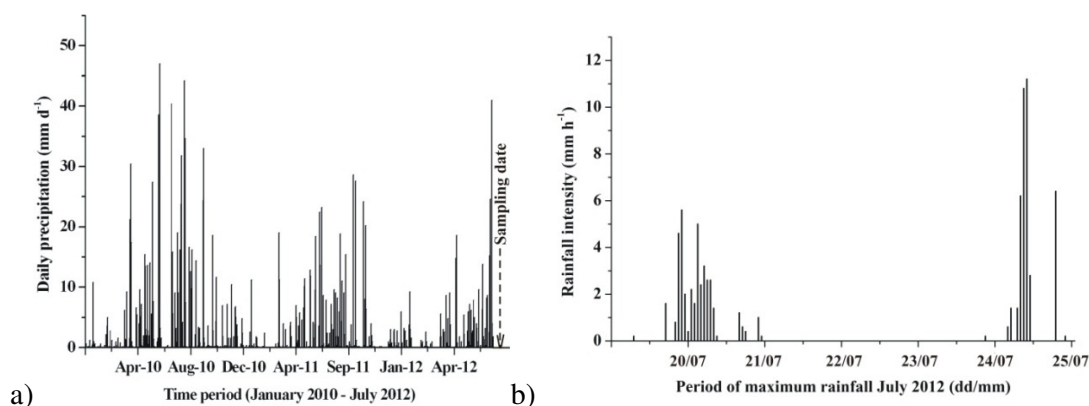 Daily precipitation (mm d⁻¹)
50
40
30
20
10
0
Apr-10 Aug-10 Dec-10 Apr-11 Sep-11 Jan-12 Apr-12
Time period (January 2010 - July 2012)
Sampling date
a)
Rainfall intensity (mm h⁻¹)
12
10
8
6
4
2
0
20/07 21/07 22/07 23/07 24/07 25/07
Period of maximum rainfall July 2012 (dd/mm)
b)